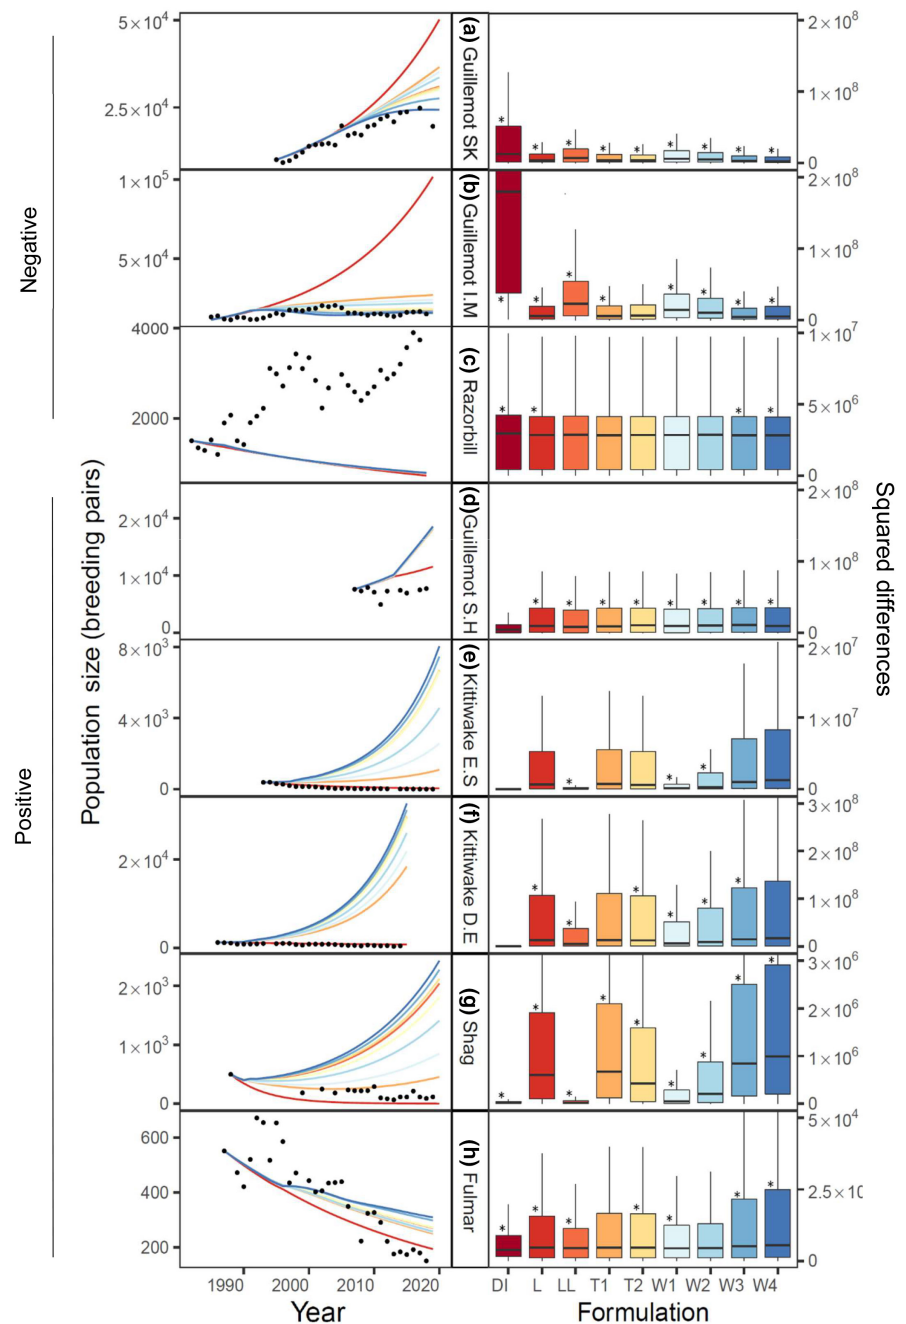 Negative
Positive
Population size (breeding pairs)
5×10⁴
2.5×10⁴
(a) Guillemot SK
2×10⁸
1×10⁸
0
* * * * * * * * *
1×10⁵
5×10⁴
(b) Guillemot I.M
2×10⁸
1×10⁸
0
* * * * * * * *
4000
2000
(c) Razorbill
1×10⁷
5×10⁶
0
* * * *
2×10⁴
1×10⁴
0
(d) Guillemot S.H
2×10⁸
1×10⁸
0
* * * * * * * *
8×10³
4×10³
0
(e) Kittiwake E.S
2×10⁷
1×10⁷
0
* * *
2×10⁴
0
(f) Kittiwake D.E
3×10⁸
2×10⁸
1×10⁸
0
* * * * * *
2×10³
1×10³
0
(g) Shag
3×10⁶
2×10⁶
1×10⁶
0
* * * * * * * * *
600
400
200
(h) Fulmar
5×10⁴
2.5×10
0
* * * * * * *
Squared differences
1990 2000 2010 2020
DI L LL T1 T2 W1 W2 W3 W4
Year
Formulation